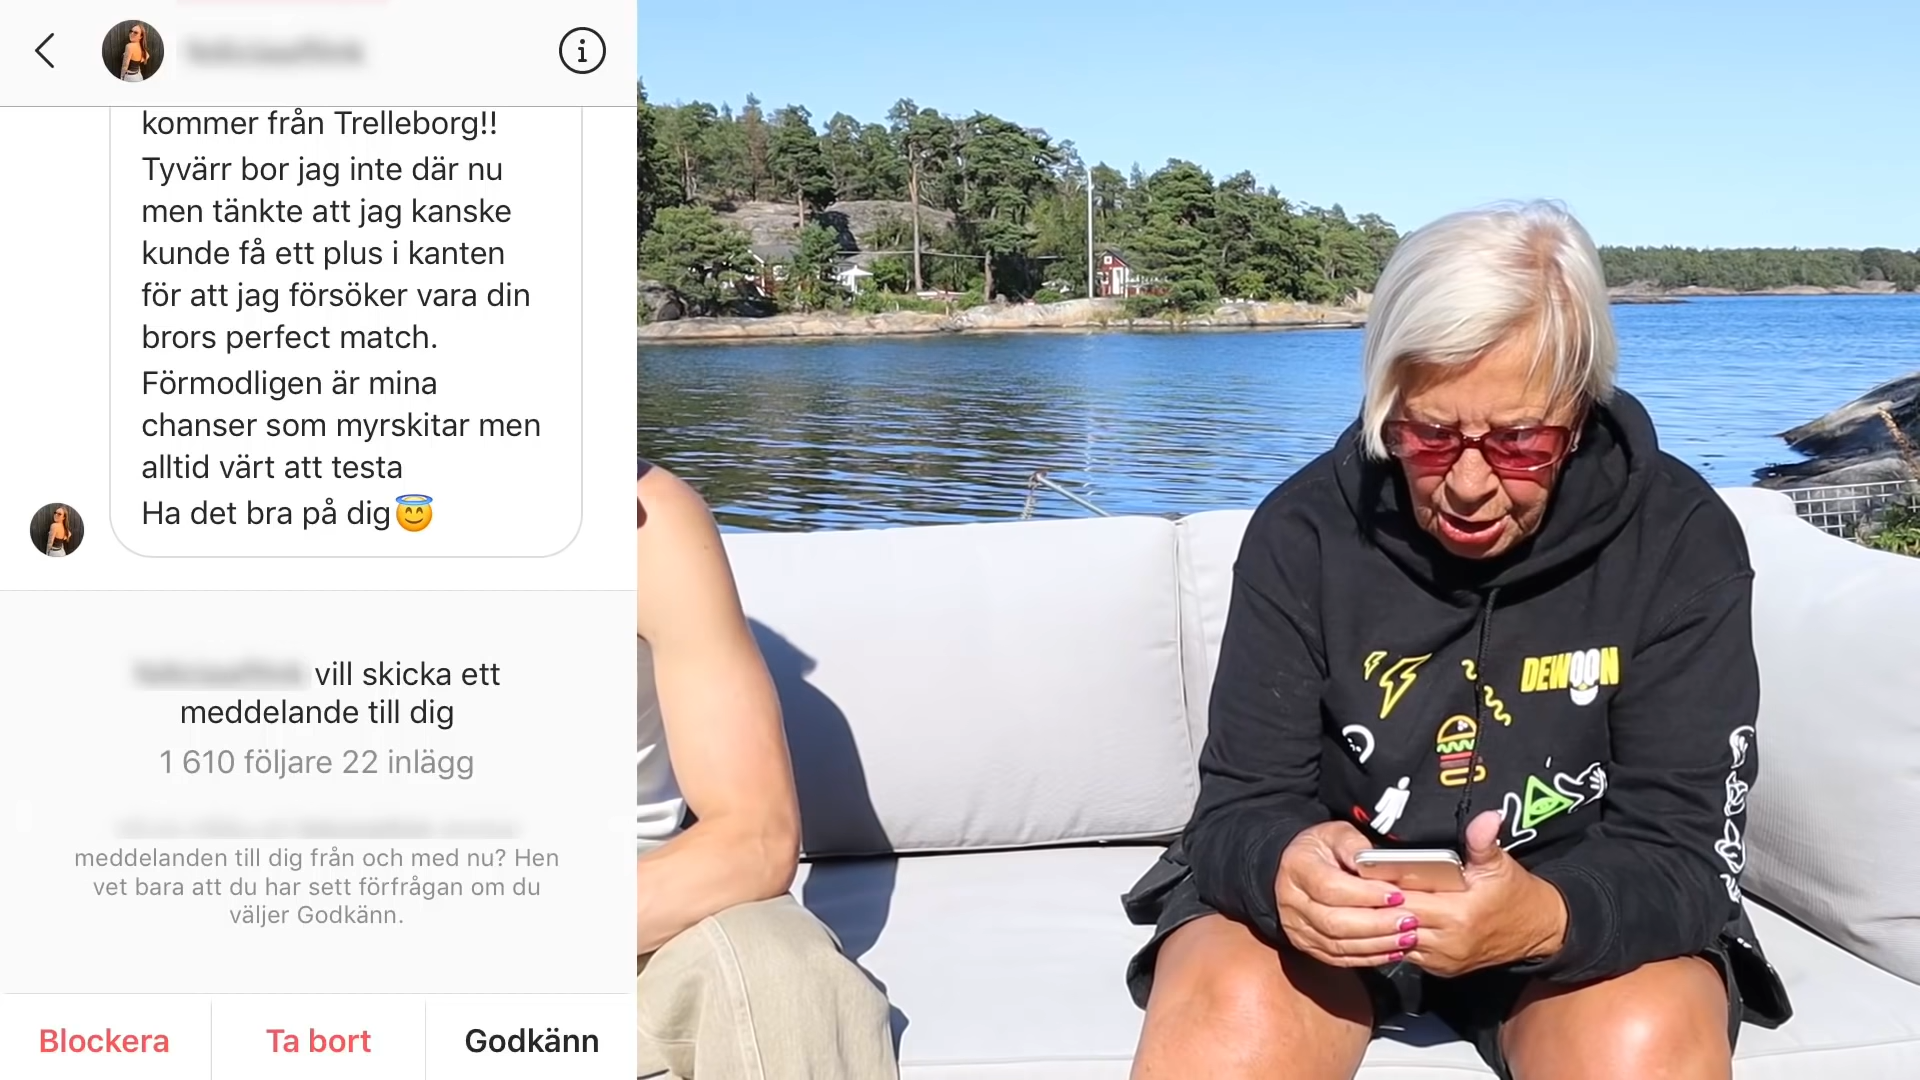 kommer från Trelleborg!!
Tyvärr bor jag inte där nu
men tänkte att jag kanske
kunde få ett plus i kanten
för att jag försöker vara din
brors perfect match.
Förmodligen är mina
chanser som myrskitar men
alltid värt att testa
Ha det bra på dig😇
vill skicka ett
meddelande till dig
1 610 följare 22 inlägg
meddelanden till dig från och med nu? Hen
vet bara att du har sett förfrågan om du
väljer Godkänn.
Blockera
Ta bort
Godkänn
DEWOON